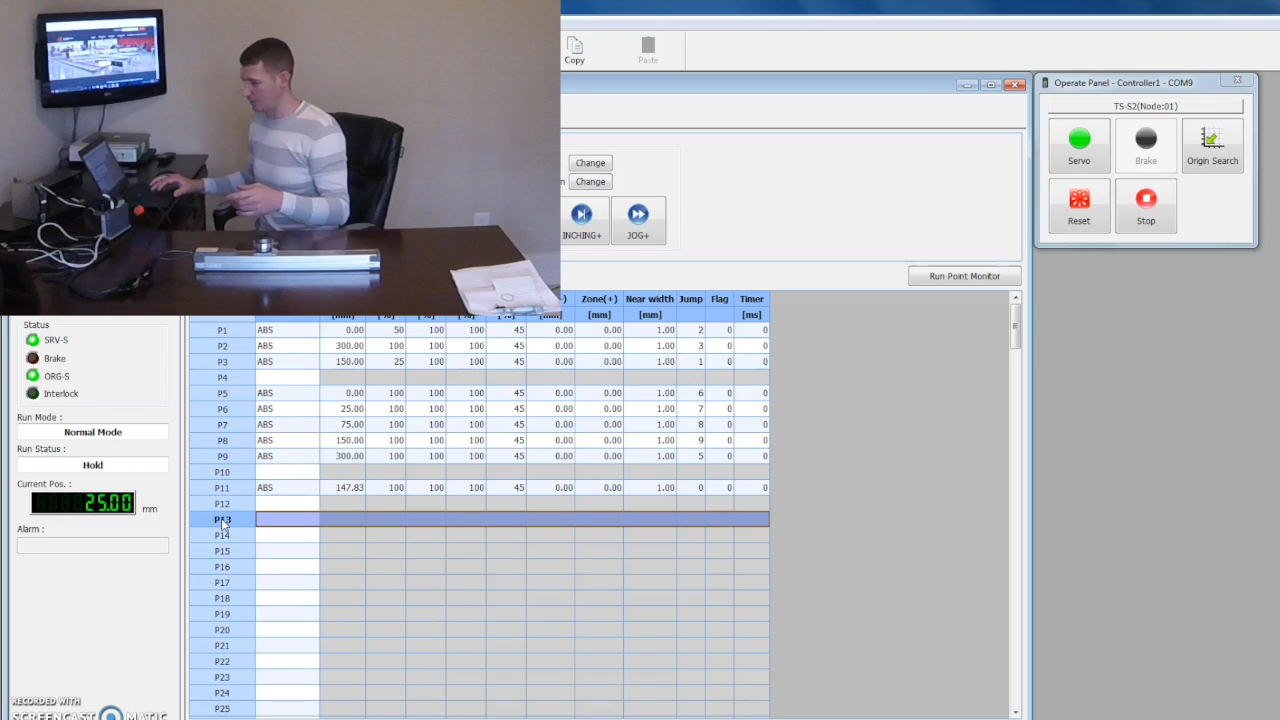 Copy
Paste
Operate Panel - Controller1 - COM9
TS-S2(Node:01)
Servo
Brake
Origin Search
Reset
Stop
Change
Change
INCHING+
JOG+
Run Point Monitor
Zone(+) Near width Jump Flag Timer
[mm] [%] [%] [%] [%] [mm] [mm] [mm] [ms]
P1 ABS 0.00 50 100 100 45 0.00 0.00 1.00 2 0 0
P2 ABS 300.00 100 100 100 45 0.00 0.00 1.00 3 0 0
P3 ABS 150.00 25 100 100 45 0.00 0.00 1.00 1 0 0
P4
P5 ABS 0.00 100 100 100 45 0.00 0.00 1.00 6 0 0
P6 ABS 25.00 100 100 100 45 0.00 0.00 1.00 7 0 0
P7 ABS 75.00 100 100 100 45 0.00 0.00 1.00 8 0 0
P8 ABS 150.00 100 100 100 45 0.00 0.00 1.00 9 0 0
P9 ABS 300.00 100 100 100 45 0.00 0.00 1.00 5 0 0
P10
P11 ABS 147.83 100 100 100 45 0.00 0.00 1.00 0 0 0
P12
P13
P14
P15
P16
P17
P18
P19
P20
P21
P22
P23
P24
P25
Status
SRV-S
Brake
ORG-S
Interlock
Run Mode :
Normal Mode
Run Status :
Hold
Current Pos. :
25.00 mm
Alarm :
RECORDED WITH
SCREENCAST MATIC